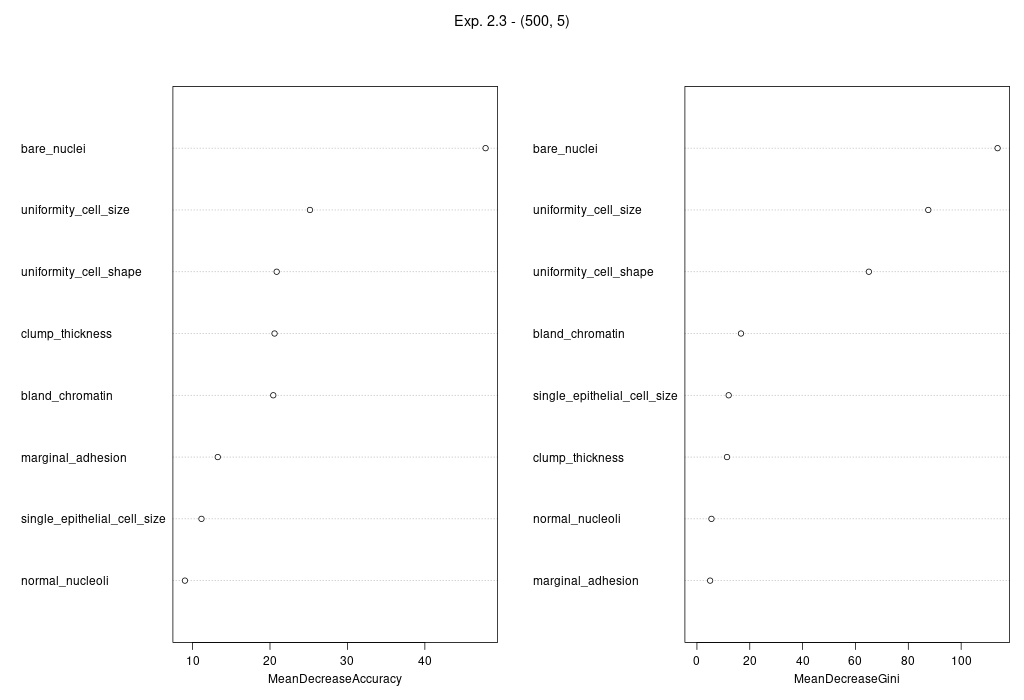 Exp. 2.3 - (500, 5)
bare_nuclei
uniformity_cell_size
uniformity_cell_shape
clump_thickness
bland_chromatin
marginal_adhesion
single_epithelial_cell_size
normal_nucleoli
10 20 30 40
MeanDecreaseAccuracy
bare_nuclei
uniformity_cell_size
uniformity_cell_shape
bland_chromatin
single_epithelial_cell_size
clump_thickness
normal_nucleoli
marginal_adhesion
0 20 40 60 80 100
MeanDecreaseGini